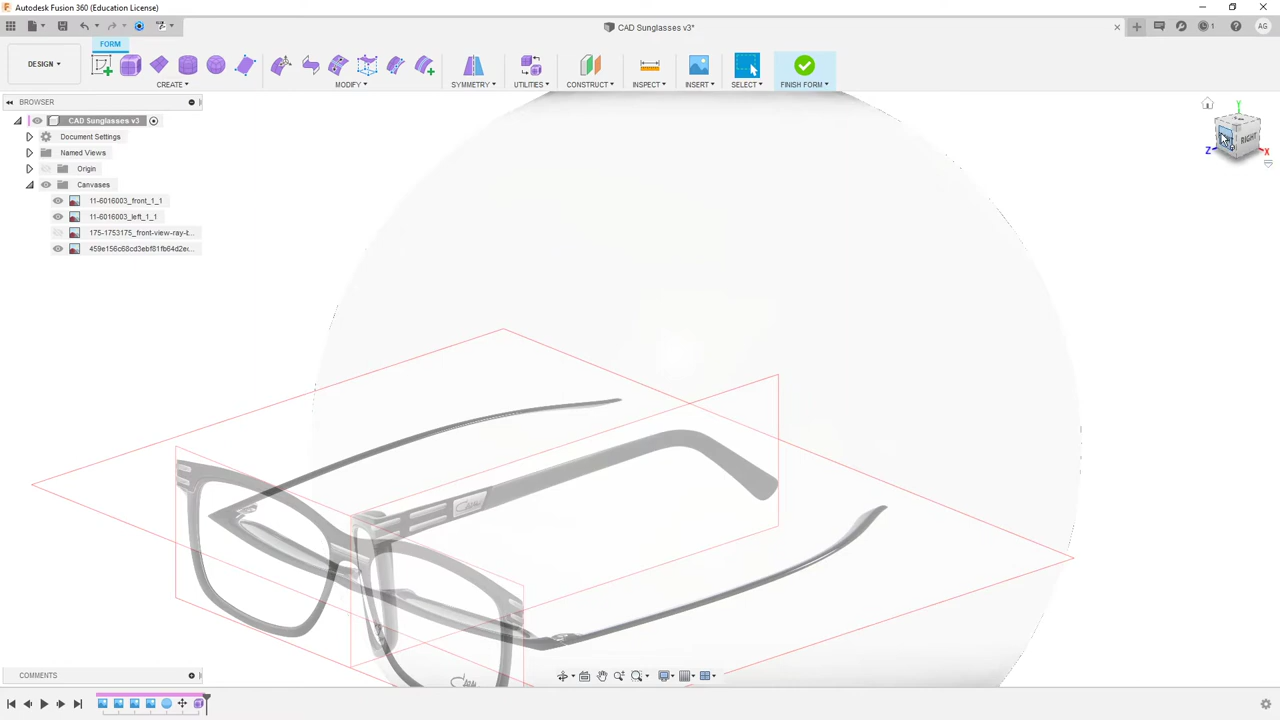 Autodesk Fusion 360 (Education License)
CAD Sunglasses v3*
1
AG
FORM
DESIGN
CREATE
MODIFY
SYMMETRY
UTILITIES
CONSTRUCT
INSPECT
INSERT
SELECT
FINISH FORM
BROWSER
CAD Sunglasses v3
Document Settings
Named Views
Origin
Canvases
11-6016003_front_1_1
11-6016003_left_1_1
175-1753175_front-view-ray-b...
459e156c68cd3ebf81fb64d2e...
Y
RIGHT
Z
X
COMMENTS